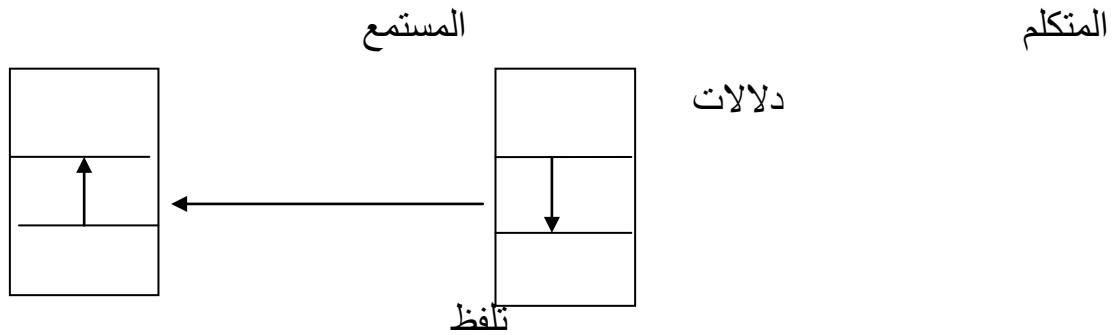 المتكلم المستمع
دلالات
تلفظ